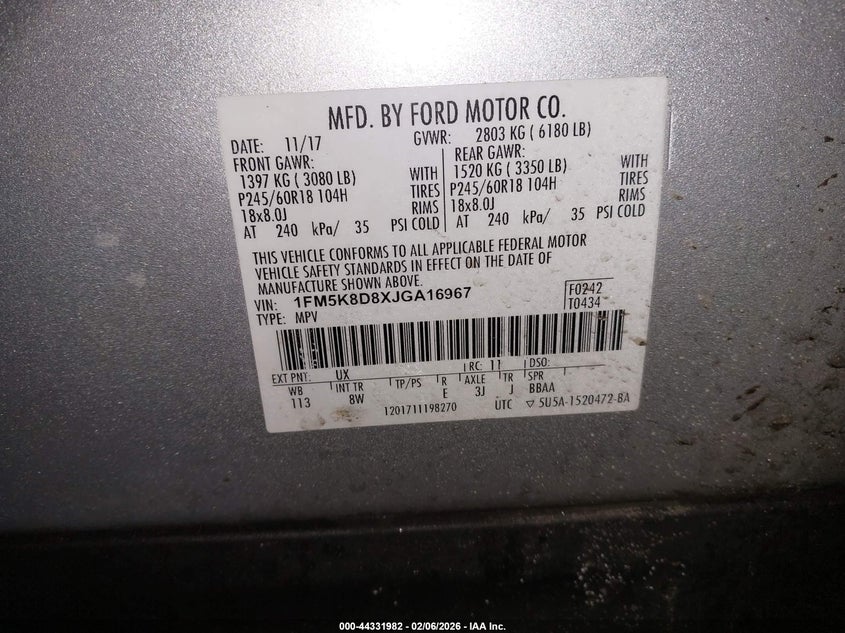 MFD. BY FORD MOTOR CO.
DATE: 11/17 GVWR: 2803 KG ( 6180 LB)
FRONT GAWR: REAR GAWR:
1397 KG ( 3080 LB) WITH 1520 KG ( 3350 LB) WITH
P245/60R18 104H TIRES P245/60R18 104H TIRES
18x8.0J RIMS 18x8.0J RIMS
AT 240 kPa/ 35 PSI COLD AT 240 kPa/ 35 PSI COLD
THIS VEHICLE CONFORMS TO ALL APPLICABLE FEDERAL MOTOR
VEHICLE SAFETY STANDARDS IN EFFECT ON THE DATE OF
MANUFACTURE SHOWN ABOVE.
VIN: 1FM5K8D8XJGA16967 F0242
TYPE: MPV T0434
EXT PNT: UX RC: 11 DSO:
WB INT TR TP/PS R AXLE TR SPR
113 8W E 3J J BBAA
1201711198270 UTC ▽ 5U5A-1520472-BA
000-44331982 - 02/06/2026 - IAA Inc.